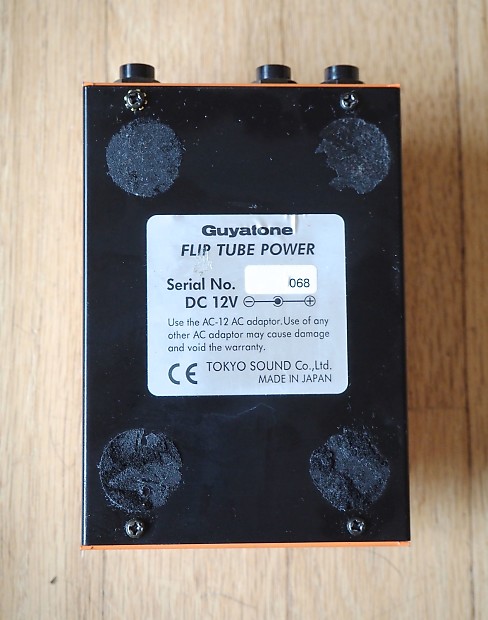 Guyatone
FLIP TUBE POWER
Serial No. 068
DC 12V
Use the AC-12 AC adaptor.Use of any
other AC adaptor may cause damage
and void the warranty.
CE TOKYO SOUND Co.,Ltd.
MADE IN JAPAN